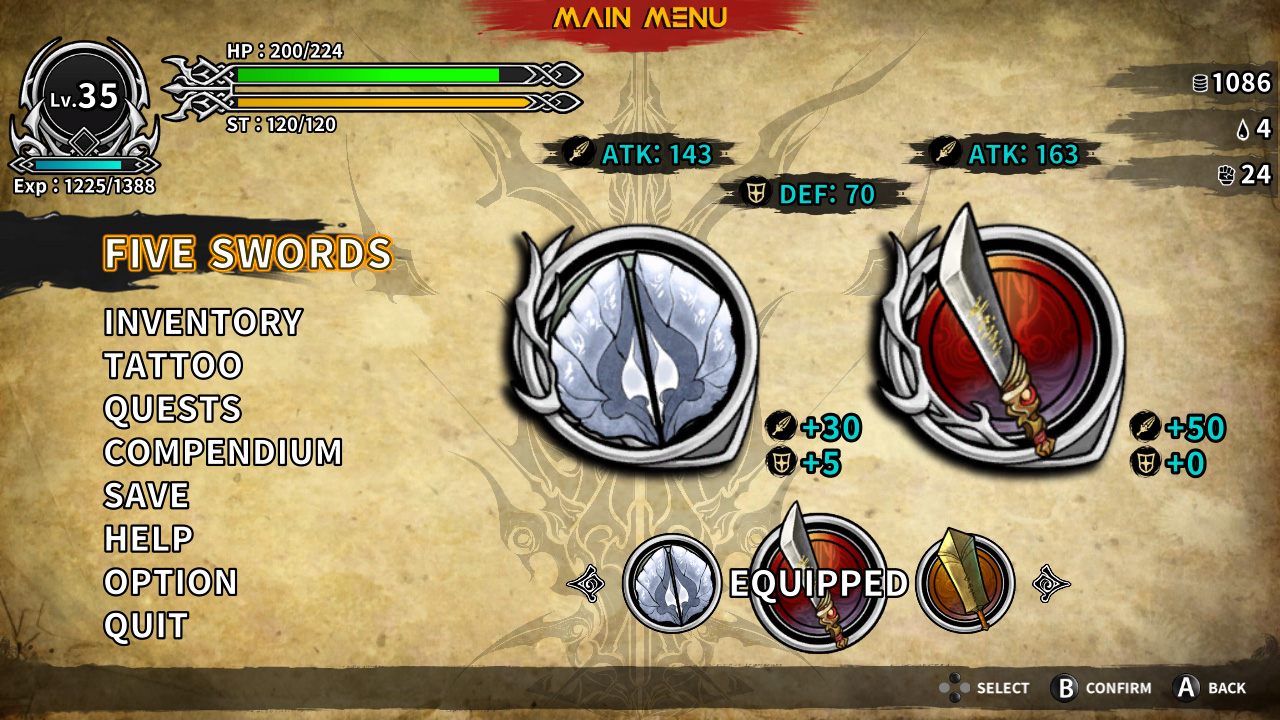 MAIN MENU
HP : 200/224
Lv.35
ST : 120/120
Exp : 1225/1388
1086
4
24
ATK: 143
ATK: 163
DEF: 70
FIVE SWORDS
INVENTORY
TATTOO
QUESTS
COMPENDIUM
SAVE
HELP
OPTION
QUIT
+30
+5
+50
+0
EQUIPPED
SELECT B CONFIRM A BACK